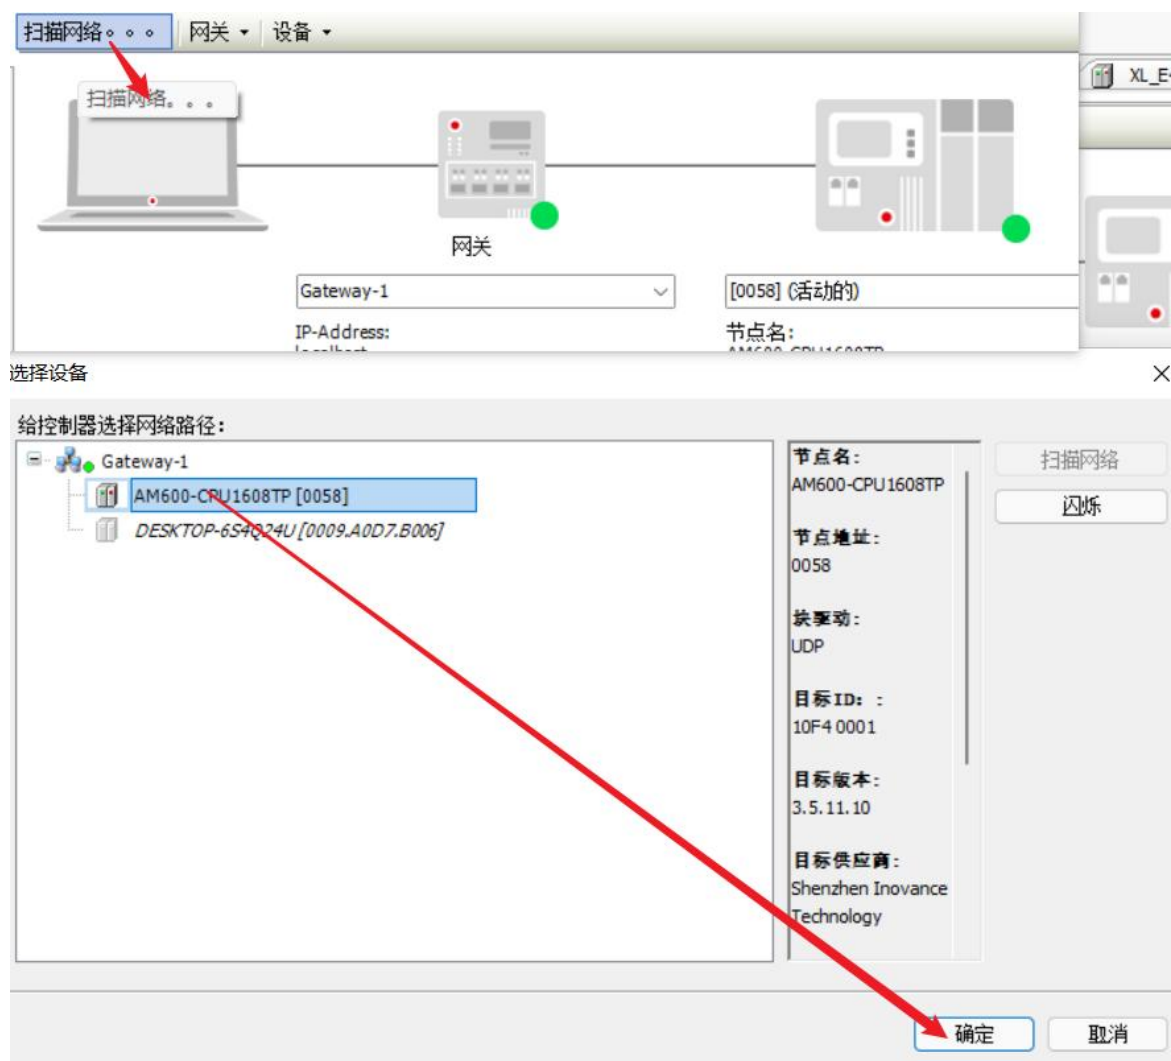 扫描网络。。。 网关 设备
扫描网络。。。
XL_E
网关
Gateway-1
[0058] (活动的)
IP-Address:
节点名:
localhost
AM600-CPU1608TP
选择设备
给控制器选择网络路径:
Gateway-1
AM600-CPU1608TP [0058]
DESKTOP-6S4Q24U [0009.A0D7.B006]
节点名:
AM600-CPU1608TP
节点地址:
0058
块驱动:
UDP
目标ID: :
10F4 0001
目标版本:
3.5.11.10
目标供应商:
Shenzhen Inovance
Technology
扫描网络
闪烁
确定
取消